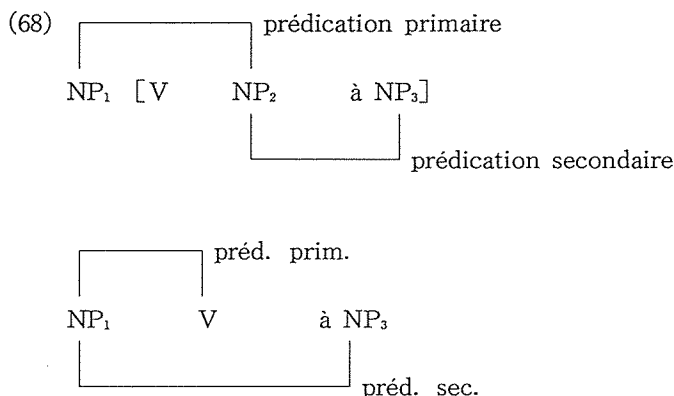 (68) prédication primaire
NP₁ [V NP₂ à NP₃]
prédication secondaire
préd. prim.
NP₁ V à NP₃
préd. sec.